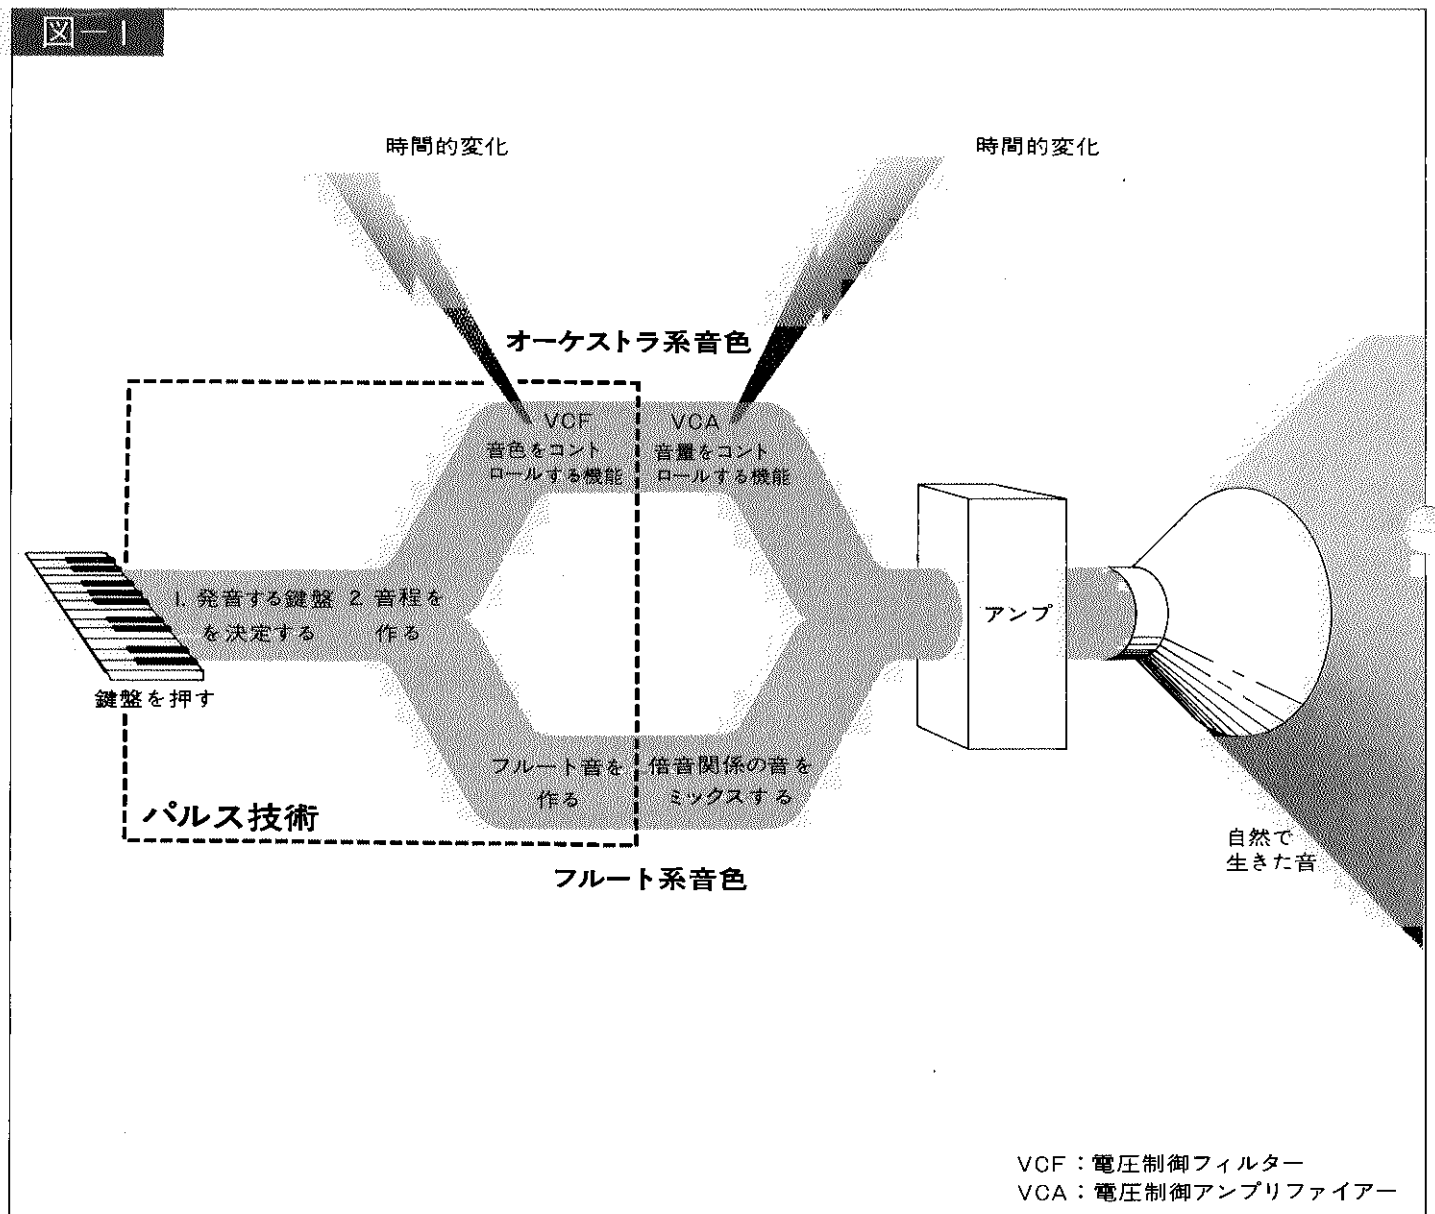 図—1
時間的変化
時間的変化
オーケストラ系音色
VCF
音色をコント
ロールする機能
VCA
音量をコント
ロールする機能
1. 発音する鍵盤
を決定する
2. 音程を
作る
アンプ
鍵盤を押す
フルート音を
作る
倍音関係の音を
ミックスする
パルス技術
フルート系音色
自然で
生きた音
VCF：電圧制御フィルター
VCA：電圧制御アンプリファイアー